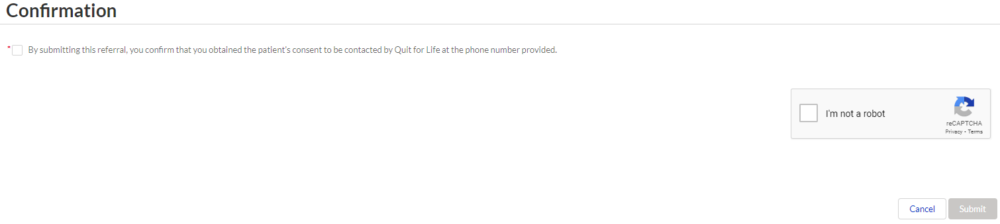 Confirmation
* By submitting this referral, you confirm that you obtained the patient's consent to be contacted by Quit for Life at the phone number provided.
I'm not a robot
reCAPTCHA
Privacy - Terms
Cancel Submit